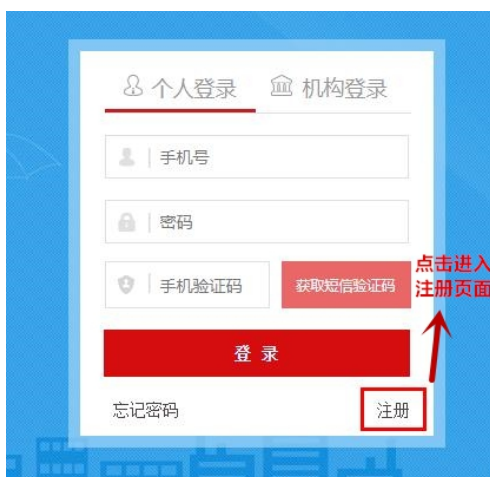 个人登录 机构登录
手机号
密码
手机验证码 获取短信验证码
点击进入
注册页面
登 录
忘记密码 注册